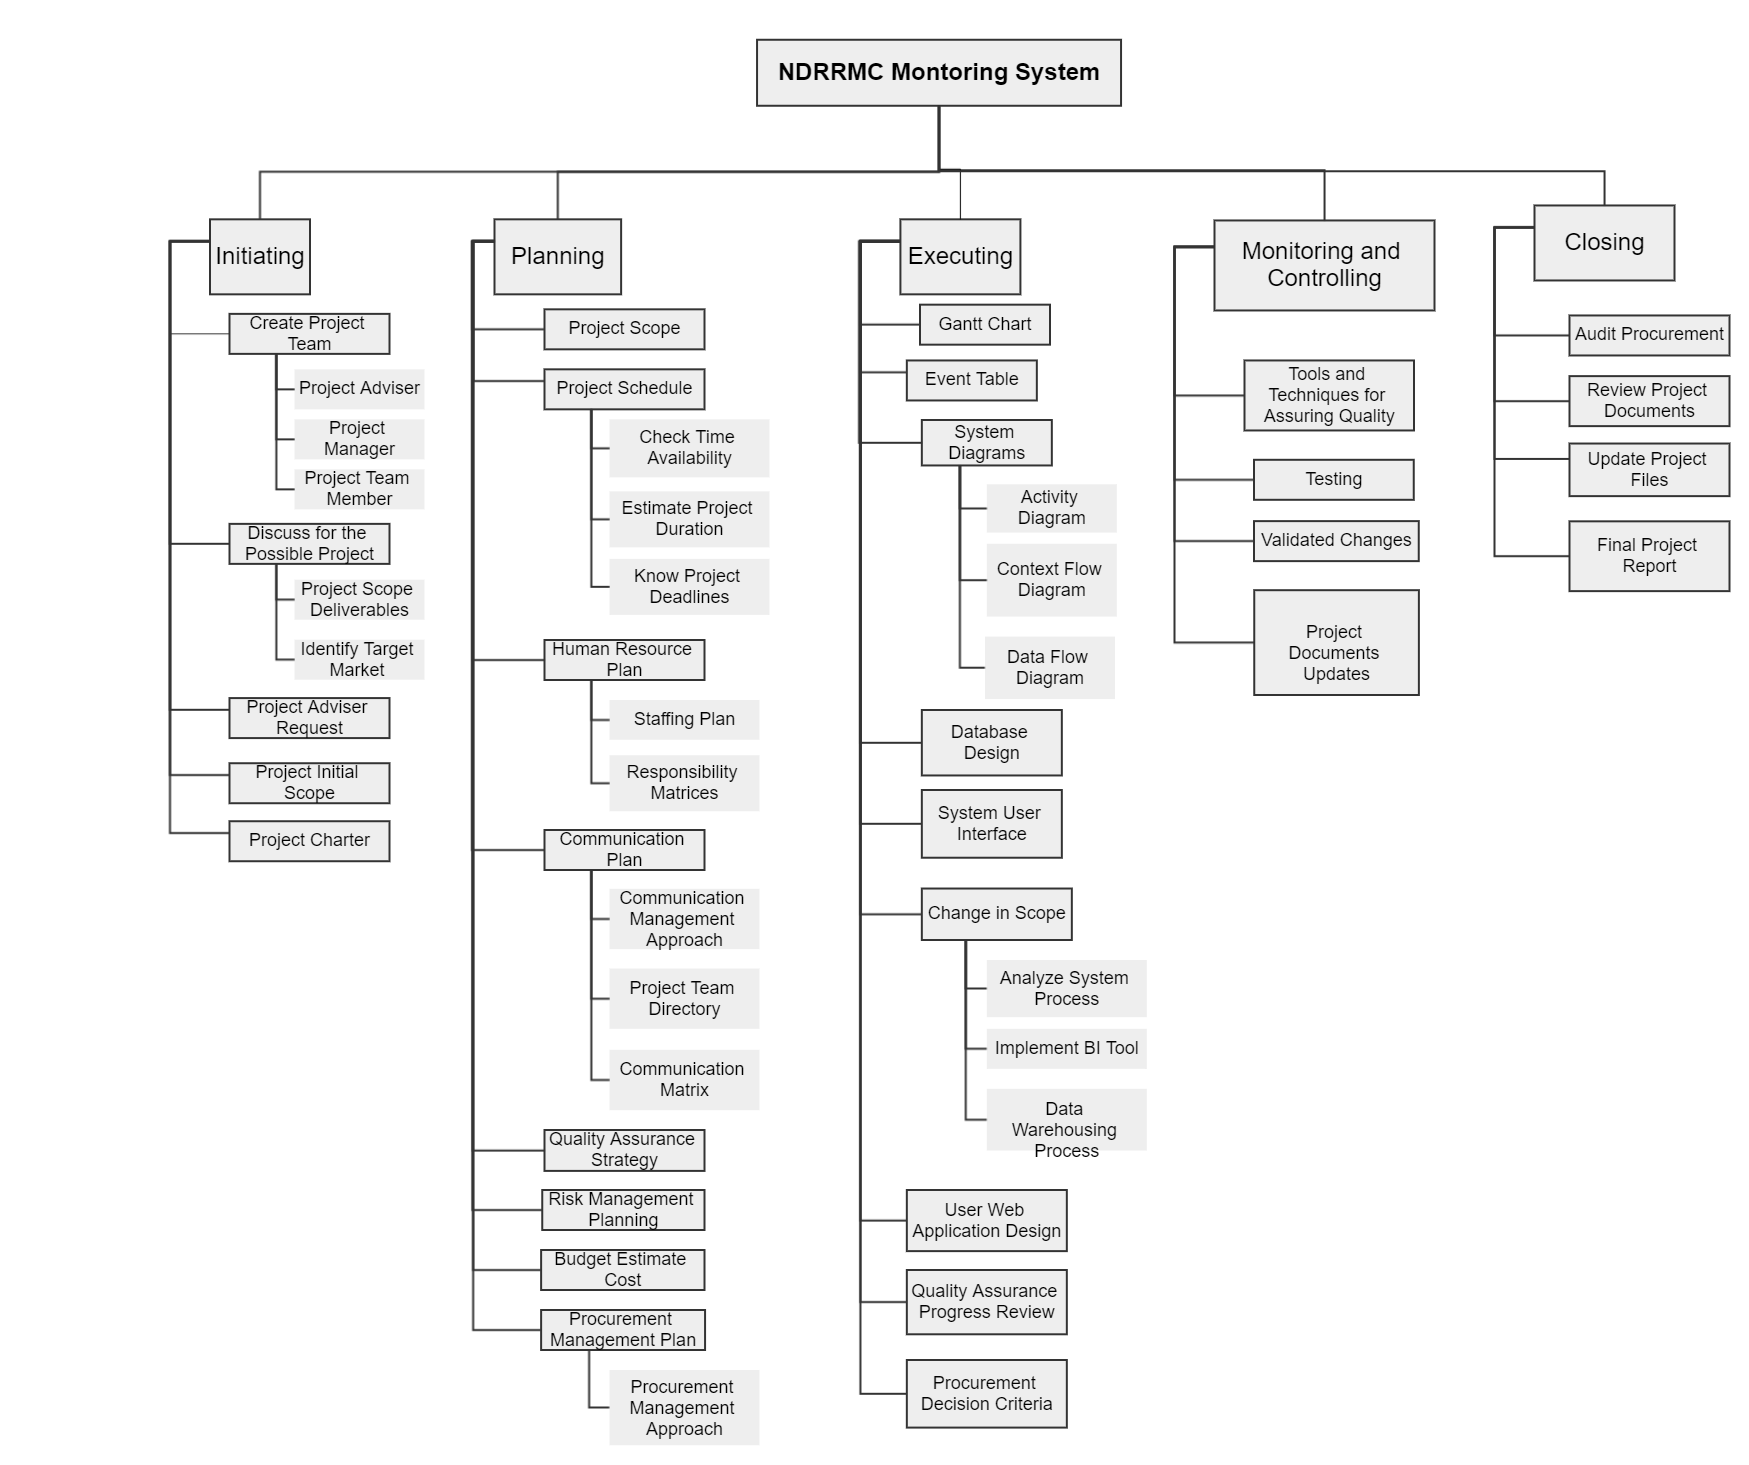 NDRRMC Montoring System
Initiating
Create Project
Team
Project Adviser
Project
Manager
Project Team
Member
Discuss for the
Possible Project
Project Scope
Deliverables
Identify Target
Market
Project Adviser
Request
Project Initial
Scope
Project Charter
Planning
Project Scope
Project Schedule
Check Time
Availability
Estimate Project
Duration
Know Project
Deadlines
Human Resource
Plan
Staffing Plan
Responsibility
Matrices
Communication
Plan
Communication
Management
Approach
Project Team
Directory
Communication
Matrix
Quality Assurance
Strategy
Risk Management
Planning
Budget Estimate
Cost
Procurement
Management Plan
Procurement
Management
Approach
Executing
Gantt Chart
Event Table
System
Diagrams
Activity
Diagram
Context Flow
Diagram
Data Flow
Diagram
Database
Design
System User
Interface
Change in Scope
Analyze System
Process
Implement BI Tool
Data
Warehousing
Process
User Web
Application Design
Quality Assurance
Progress Review
Procurement
Decision Criteria
Monitoring and
Controlling
Tools and
Techniques for
Assuring Quality
Testing
Validated Changes
Project
Documents
Updates
Closing
Audit Procurement
Review Project
Documents
Update Project
Files
Final Project
Report